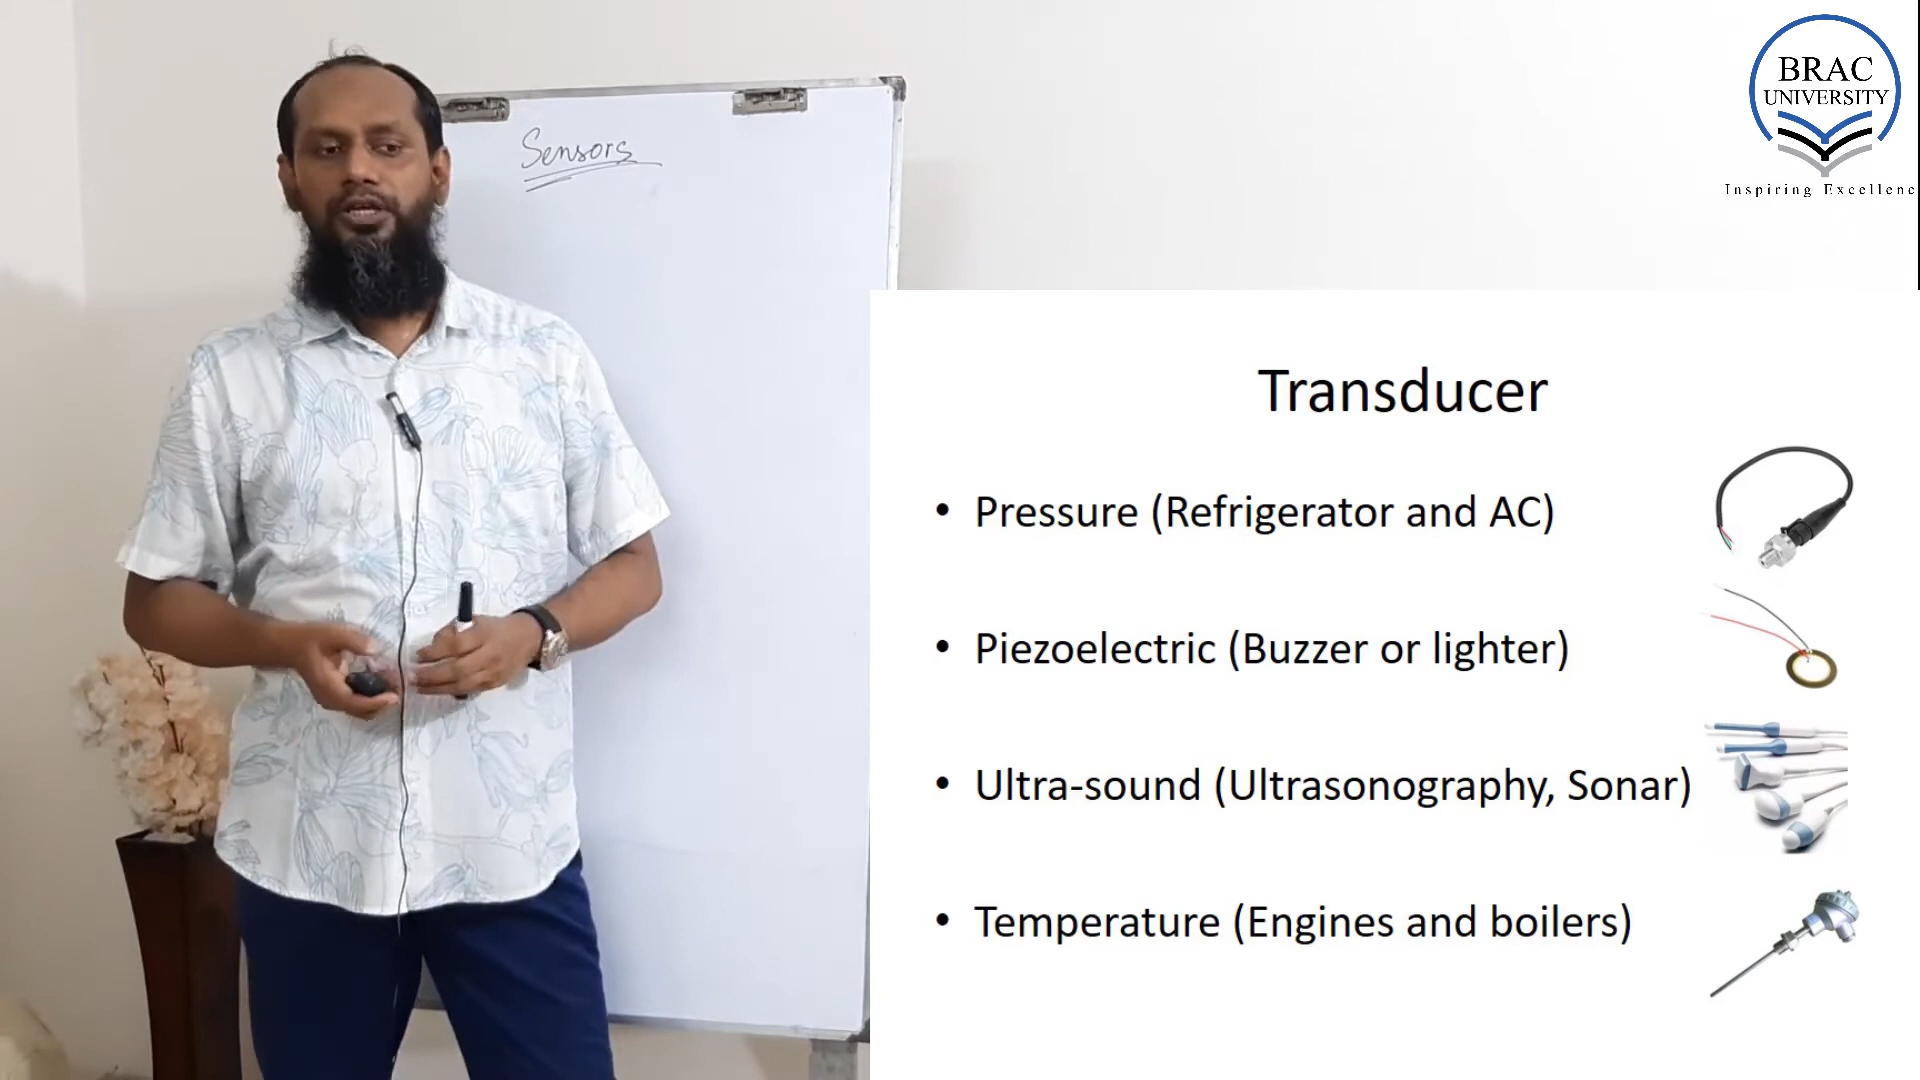 Sensors
BRAC
UNIVERSITY
Inspiring Excellenc
Transducer
• Pressure (Refrigerator and AC)
• Piezoelectric (Buzzer or lighter)
• Ultra-sound (Ultrasonography, Sonar)
• Temperature (Engines and boilers)